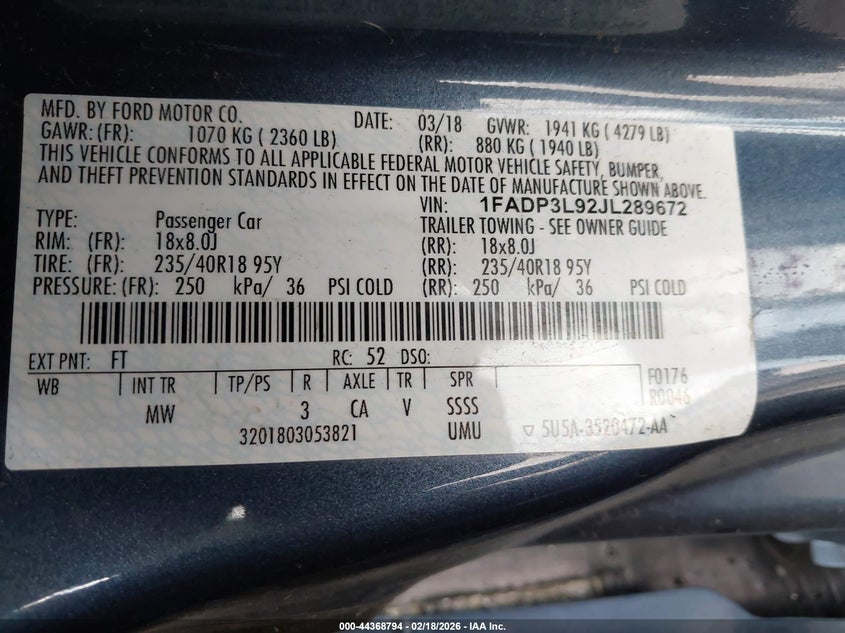 MFD. BY FORD MOTOR CO. DATE: 03/18 GVWR: 1941 KG ( 4279 LB)
GAWR: (FR): 1070 KG ( 2360 LB) (RR): 880 KG ( 1940 LB)
THIS VEHICLE CONFORMS TO ALL APPLICABLE FEDERAL MOTOR VEHICLE SAFETY, BUMPER,
AND THEFT PREVENTION STANDARDS IN EFFECT ON THE DATE OF MANUFACTURE SHOWN ABOVE.
VIN: 1FADP3L92JL289672
TYPE: Passenger Car TRAILER TOWING - SEE OWNER GUIDE
RIM: (FR): 18x8.0J (RR): 18x8.0J
TIRE: (FR): 235/40R18 95Y (RR): 235/40R18 95Y
PRESSURE: (FR): 250 kPa/ 36 PSI COLD (RR): 250 kPa/ 36 PSI COLD
EXT PNT: FT RC: 52 DSO:
WB INT TR TP/PS R AXLE TR SPR F0176
R0046
MW 3 CA V SSSS
3201803053821 UMU ▽ 5U5A-3520472-AA
000-44368794 — 02/18/2026 — IAA Inc.